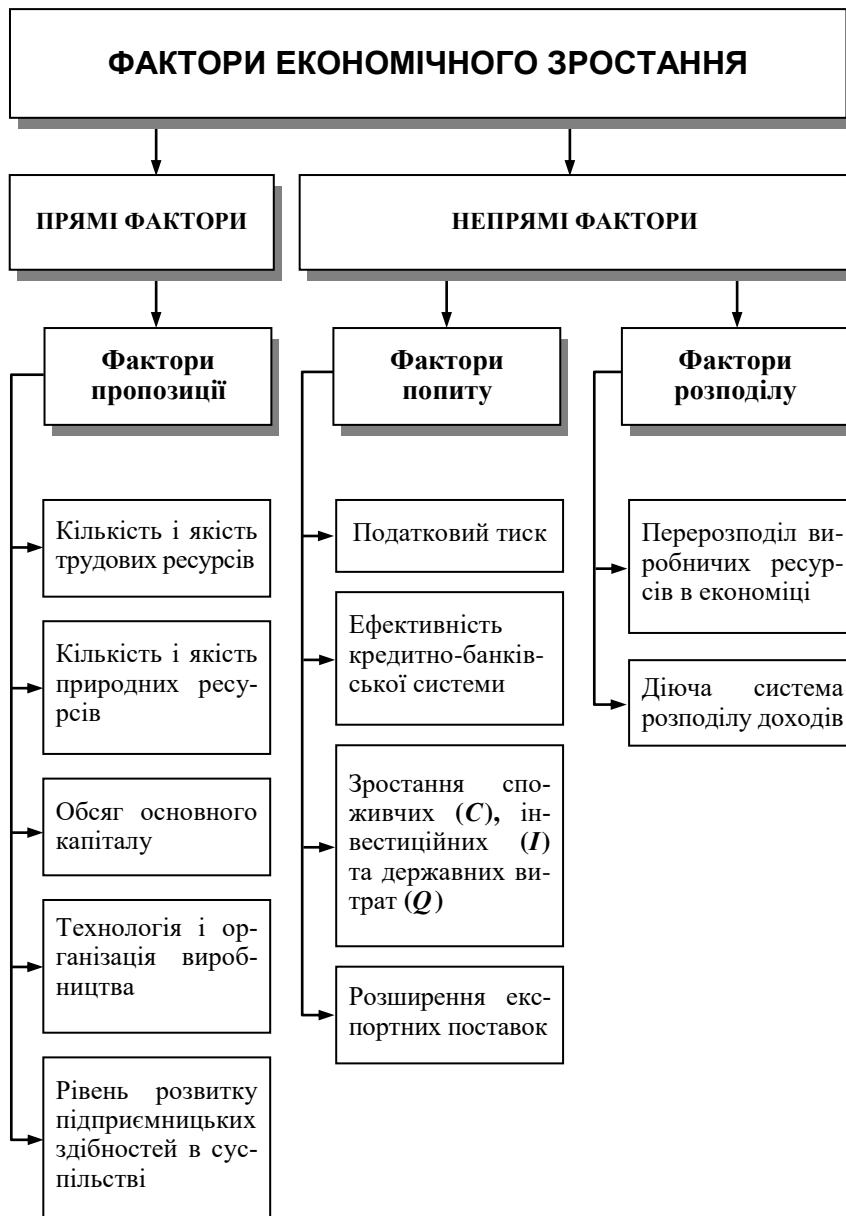 ФАКТОРИ ЕКОНОМІЧНОГО ЗРОСТАННЯ
ПРЯМІ ФАКТОРИ
НЕПРЯМІ ФАКТОРИ
Фактори
пропозиції
Фактори
попиту
Фактори
розподілу
Кількість і якість
трудових ресурсів
Кількість і якість
природних ресу-
рсів
Обсяг основного
капіталу
Технологія і ор-
ганізація вироб-
ництва
Рівень розвитку
підприємницьких
здібностей в сус-
пільстві
Податковий тиск
Ефективність
кредитно-банків-
ської системи
Зростання спо-
живчих (C), ін-
вестиційних (I)
та державних ви-
трат (Q)
Розширення екс-
портних поставок
Перерозподіл ви-
робничих ресур-
сів в економіці
Діюча система
розподілу доходів